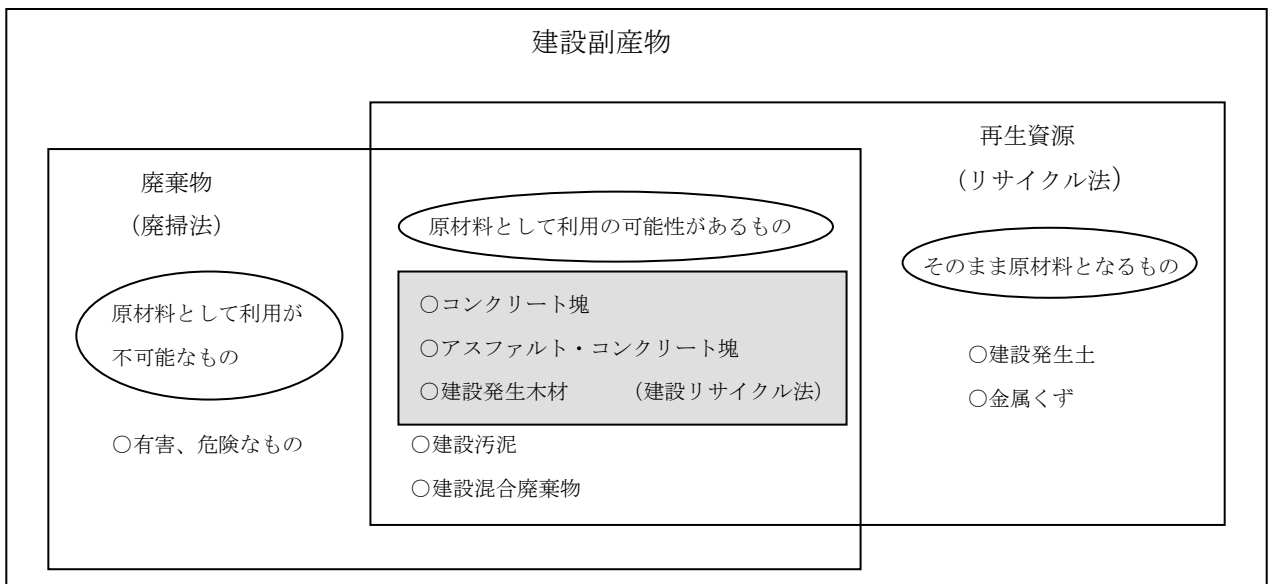 建設副産物
廃棄物
（廃掃法）
原材料として利用が
不可能なもの
○有害、危険なもの
原材料として利用の可能性があるもの
○コンクリート塊
○アスファルト・コンクリート塊
○建設発生木材　　（建設リサイクル法）
○建設汚泥
○建設混合廃棄物
再生資源
（リサイクル法）
そのまま原材料となるもの
○建設発生土
○金属くず